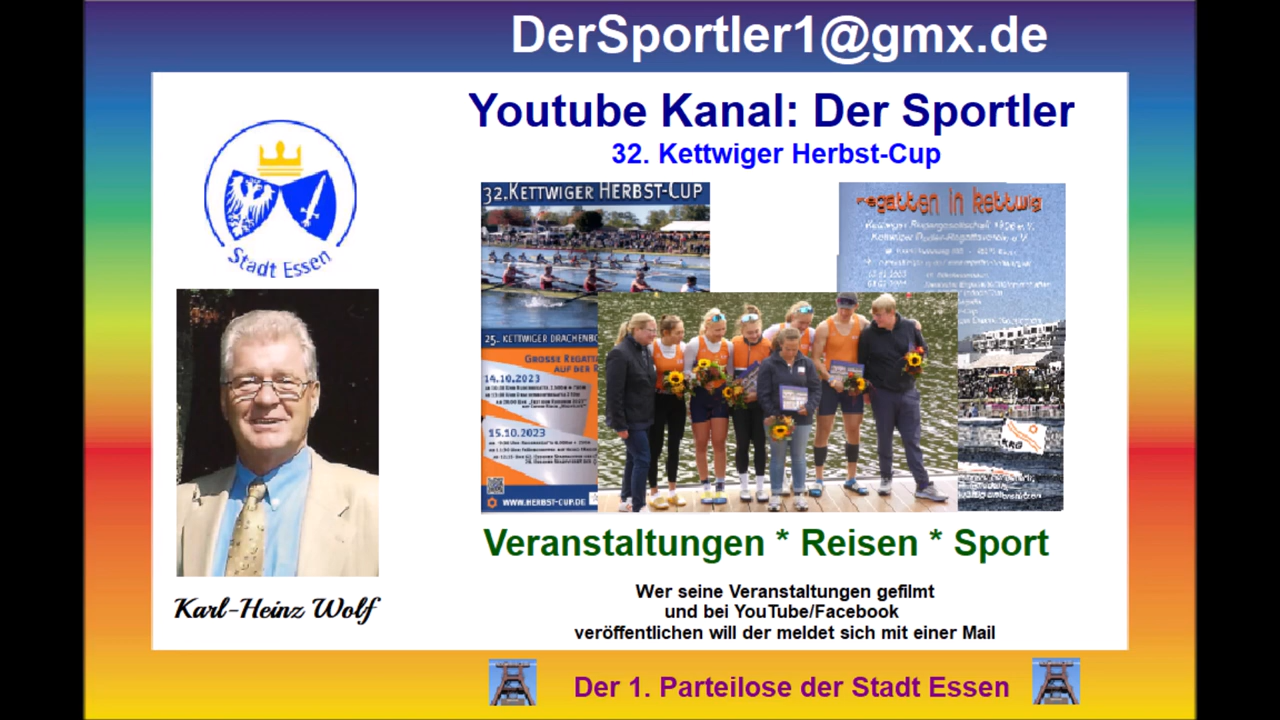 DerSportler1@gmx.de
Youtube Kanal: Der Sportler
32. Kettwiger Herbst-Cup
Stadt Essen
32.KETTWIGER HERBST-CUP
25. KETTWIGER DRACHENBO
GROSSE REGATTA
AUF DER R
14.10.2023
15.10.2023
WWW.HERBST-CUP.DE
egatten in kettwig
KRG
Karl-Heinz Wolf
Veranstaltungen * Reisen * Sport
Wer seine Veranstaltungen gefilmt
und bei YouTube/Facebook
veröffentlichen will der meldet sich mit einer Mail
Der 1. Parteilose der Stadt Essen